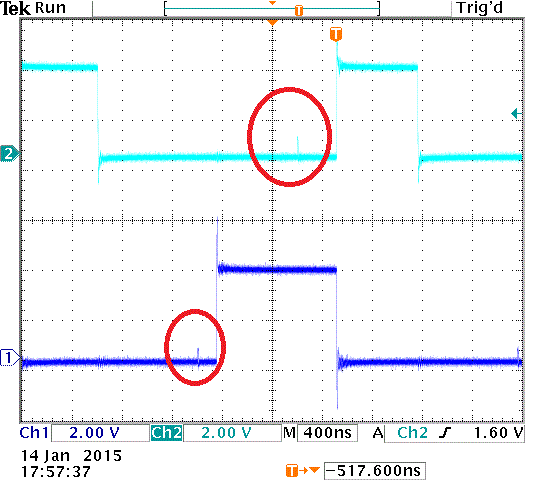 Tek Run Trig'd
T
T
2
1
Ch1 2.00 V Ch2 2.00 V M 400ns A Ch2 1.60 V
14 Jan 2015
17:57:37
T -517.600ns